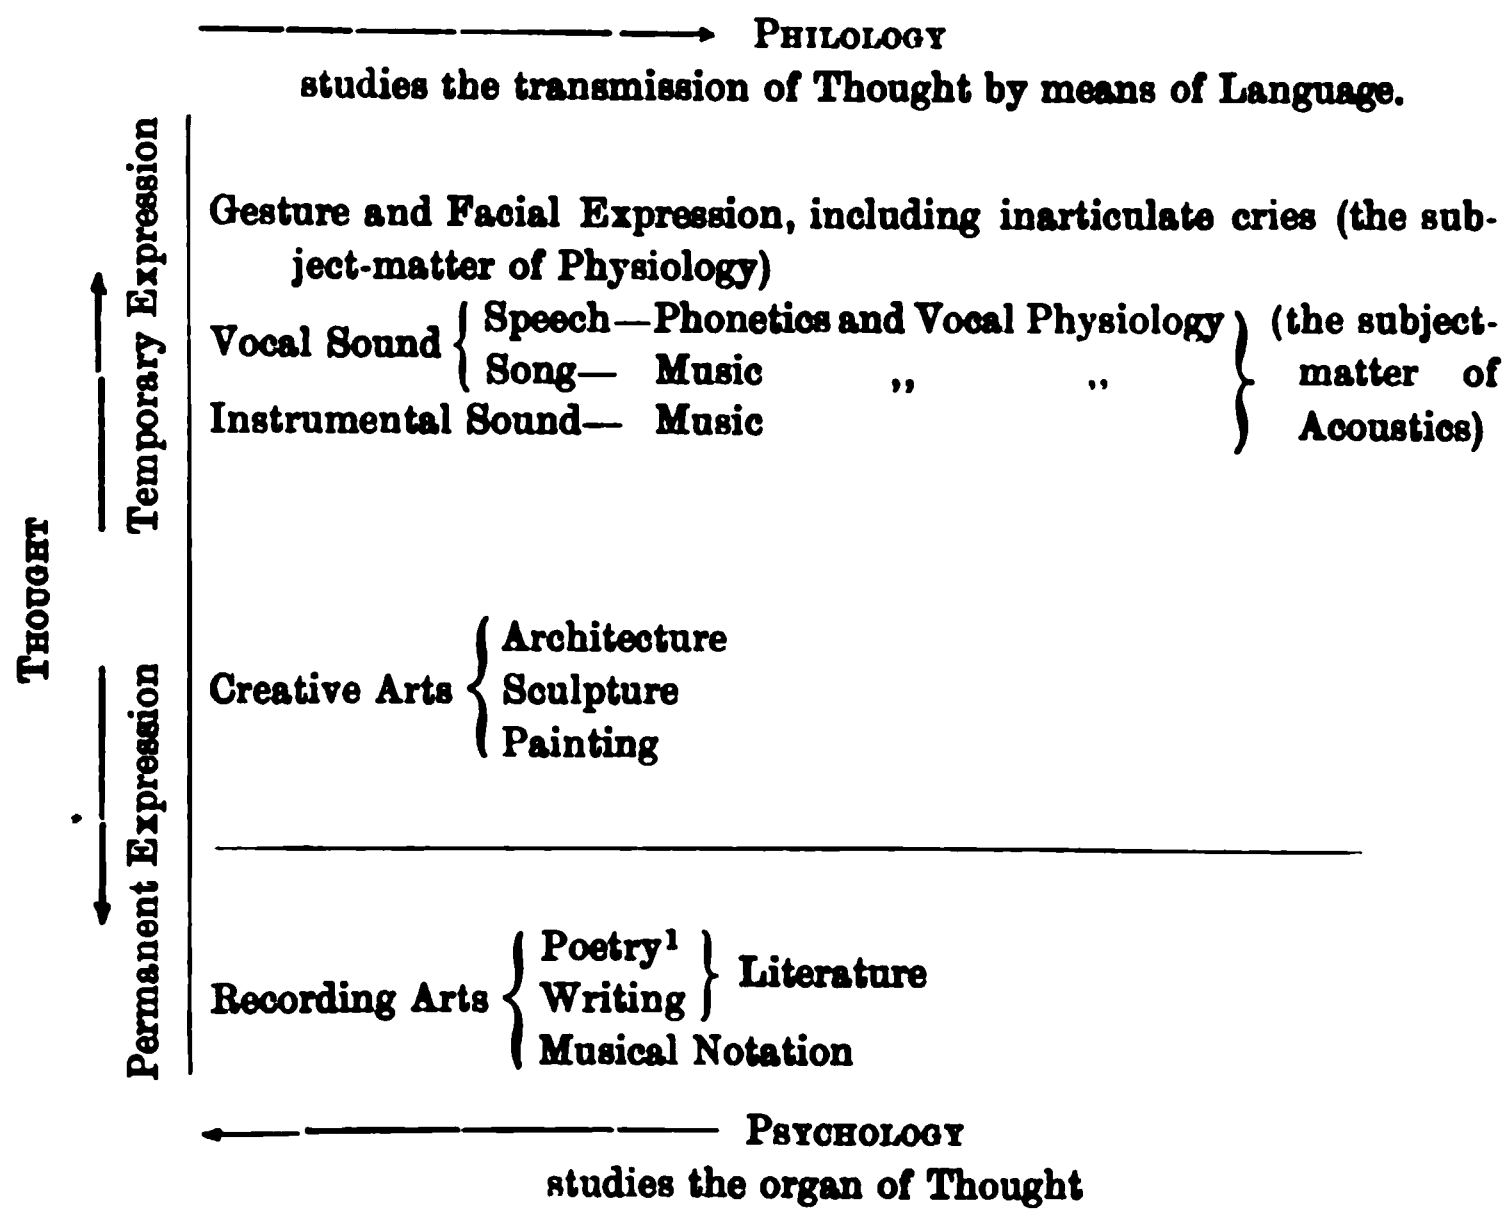 PHILOLOGY
studies the transmission of Thought by means of Language.
THOUGHT
Temporary Expression
Gesture and Facial Expression, including inarticulate cries (the sub-
ject-matter of Physiology)
Vocal Sound
Speech—Phonetics and Vocal Physiology
Song— Music ,, ,,
Instrumental Sound— Music
(the subject-
matter of
Acoustics)
Permanent Expression
Creative Arts
Architecture
Sculpture
Painting
Recording Arts
Poetry¹
Writing
Literature
Musical Notation
PSYCHOLOGY
studies the organ of Thought